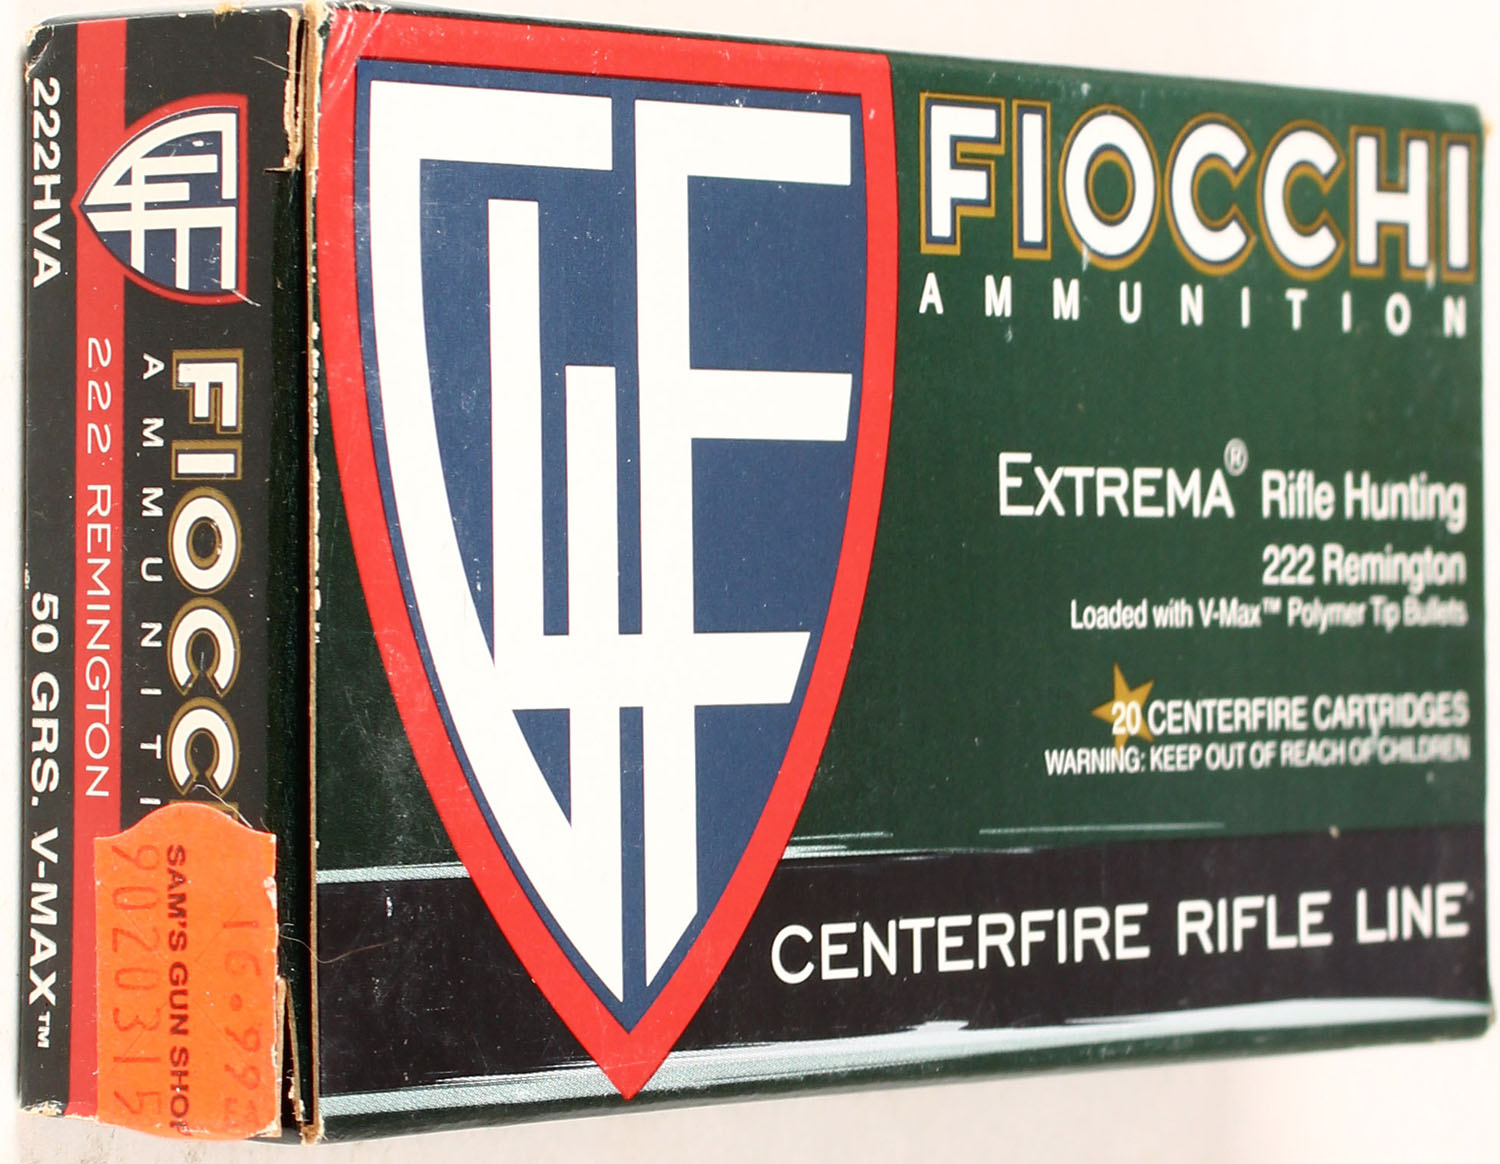 FIOCCHI
AMMUNITION
EXTREMA® Rifle Hunting
222 Remington
Loaded with V-Max™ Polymer Tip Bullets
20 CENTERFIRE CARTRIDGES
WARNING: KEEP OUT OF REACH OF CHILDREN
CENTERFIRE RIFLE LINE
FIOCC
AMMUNITI
222 REMINGTON
222HVA
50 GRS. V-MAX™
16.99
SAM'S GUN SHOP
9020315